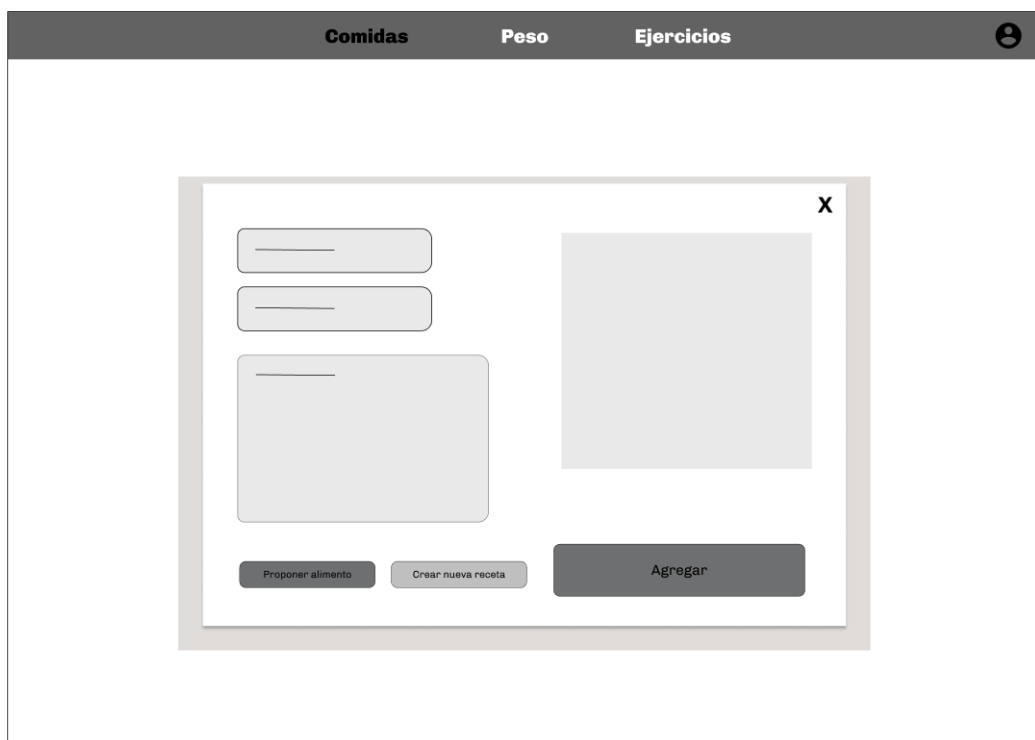 Comidas Peso Ejercicios
X
Proponer alimento Crear nueva receta Agregar